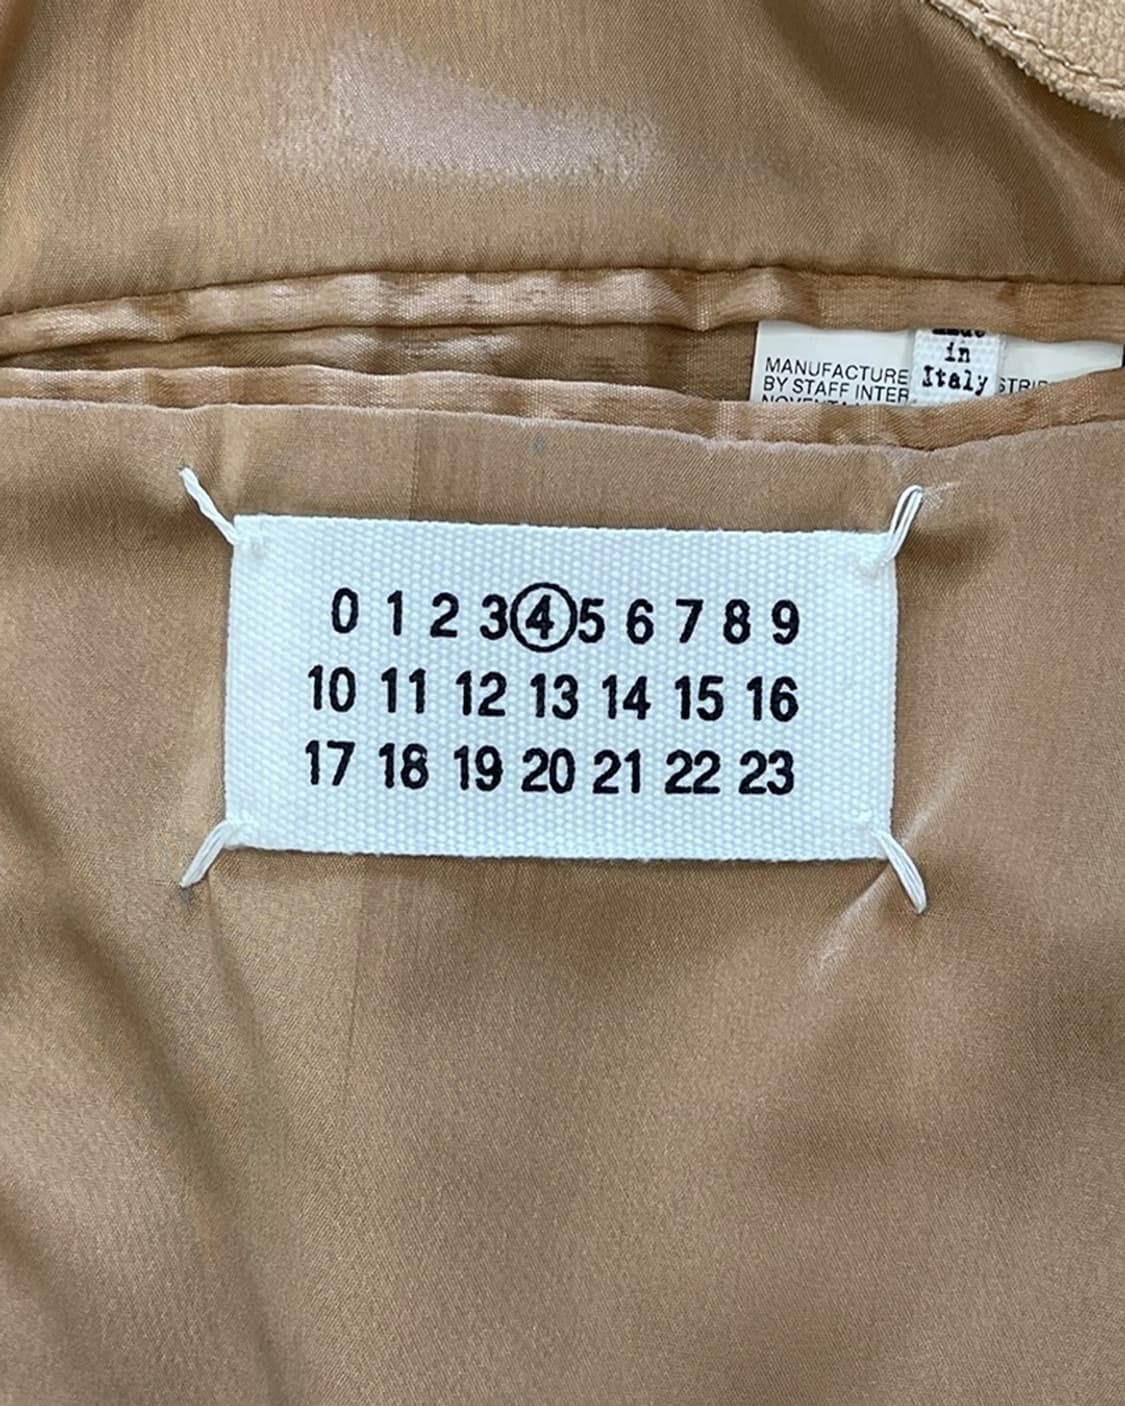 in
MANUFACTURE
Italy
BY STAFF INTER
0 1 2 3 4 5 6 7 8 9
10 11 12 13 14 15 16
17 18 19 20 21 22 23